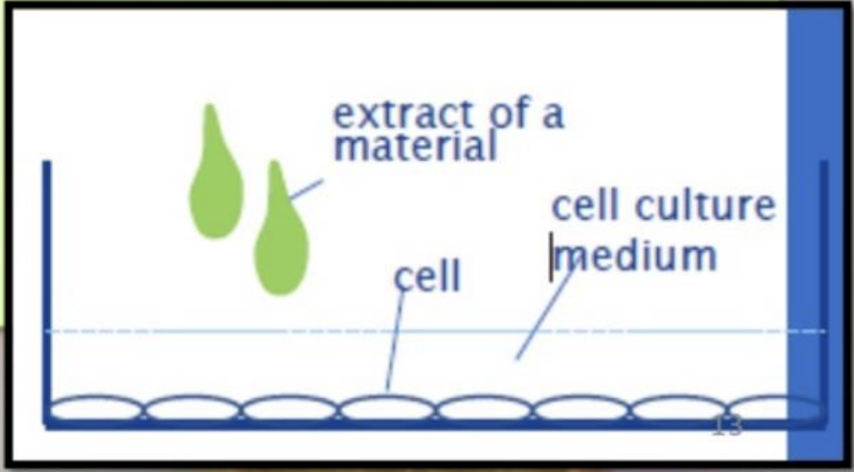 extract of a
material
cell culture
medium
cell
13